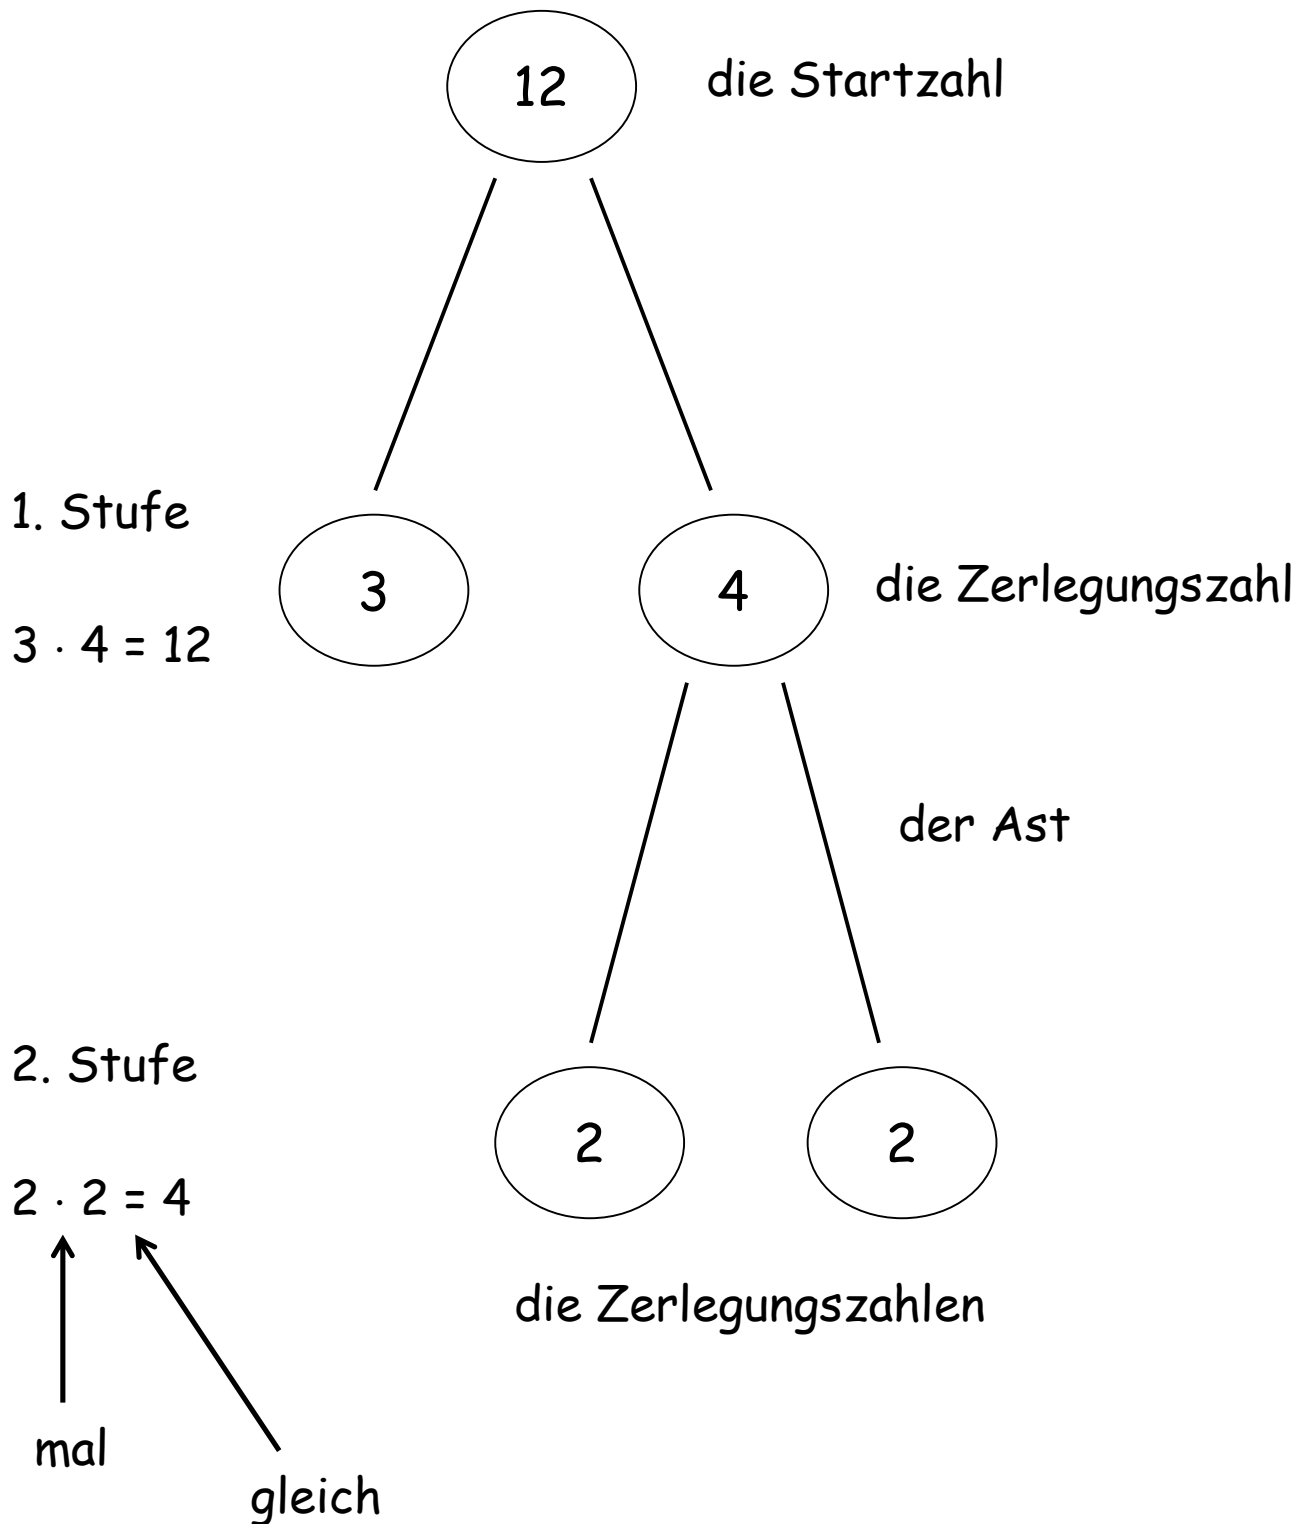 12
die Startzahl
1. Stufe
3
4
die Zerlegungszahl
3 · 4 = 12
der Ast
2. Stufe
2
2
2 · 2 = 4
die Zerlegungszahlen
mal
gleich